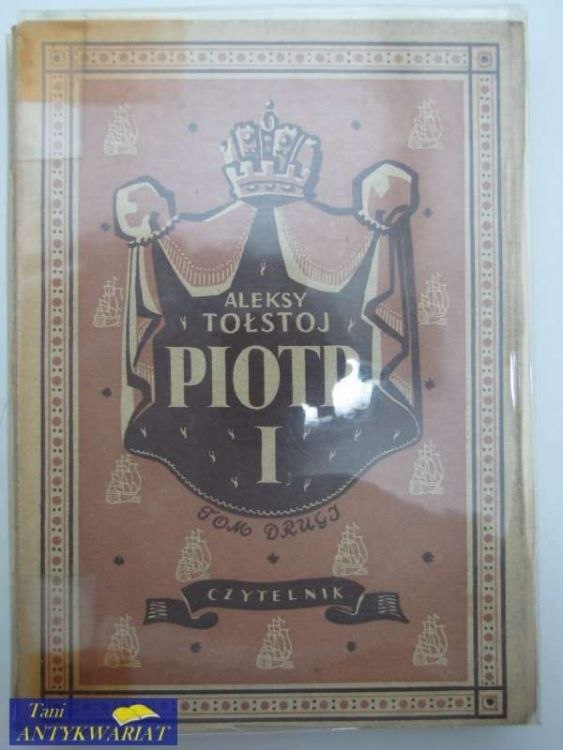 ALEKSY
TOŁSTOJ
PIOTR
I
TOM DRUGI
CZYTELNIK
Tani
ANTYKWARIAT